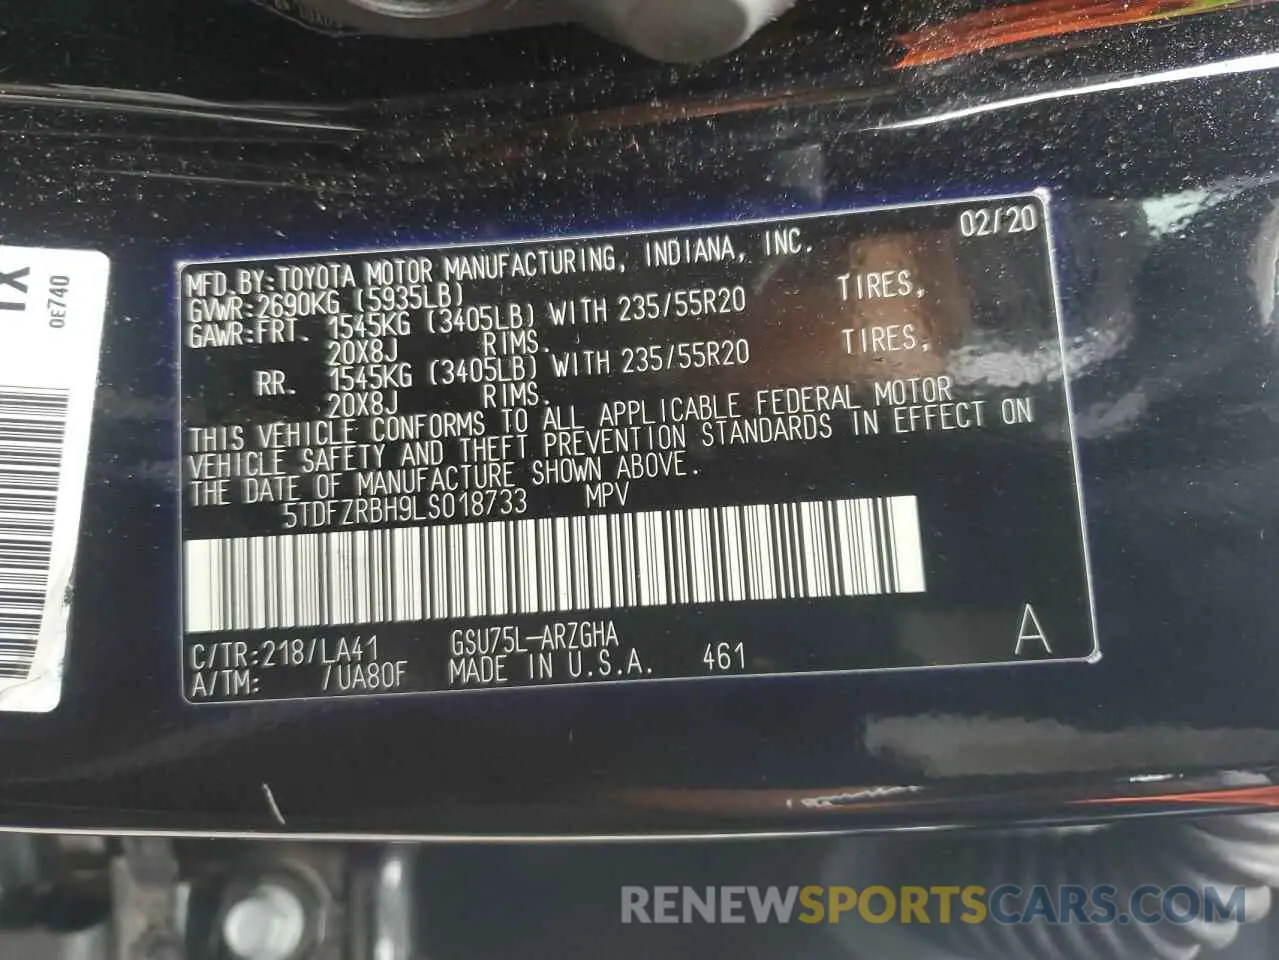 MFD.BY:TOYOTA MOTOR MANUFACTURING, INDIANA, INC. 02/20
GVWR:2690KG (5935LB)
GAWR:FRT. 1545KG (3405LB) WITH 235/55R20 TIRES,
20X8J RIMS.
RR. 1545KG (3405LB) WITH 235/55R20 TIRES,
20X8J RIMS.
THIS VEHICLE CONFORMS TO ALL APPLICABLE FEDERAL MOTOR
VEHICLE SAFETY AND THEFT PREVENTION STANDARDS IN EFFECT ON
THE DATE OF MANUFACTURE SHOWN ABOVE.
5TDFZRBH9LS018733 MPV
C/TR:218/LA41 GSU75L-ARZGHA
A/TM: /UA80F MADE IN U.S.A. 461 A
0E740
RENEWSPORTSCARS.COM